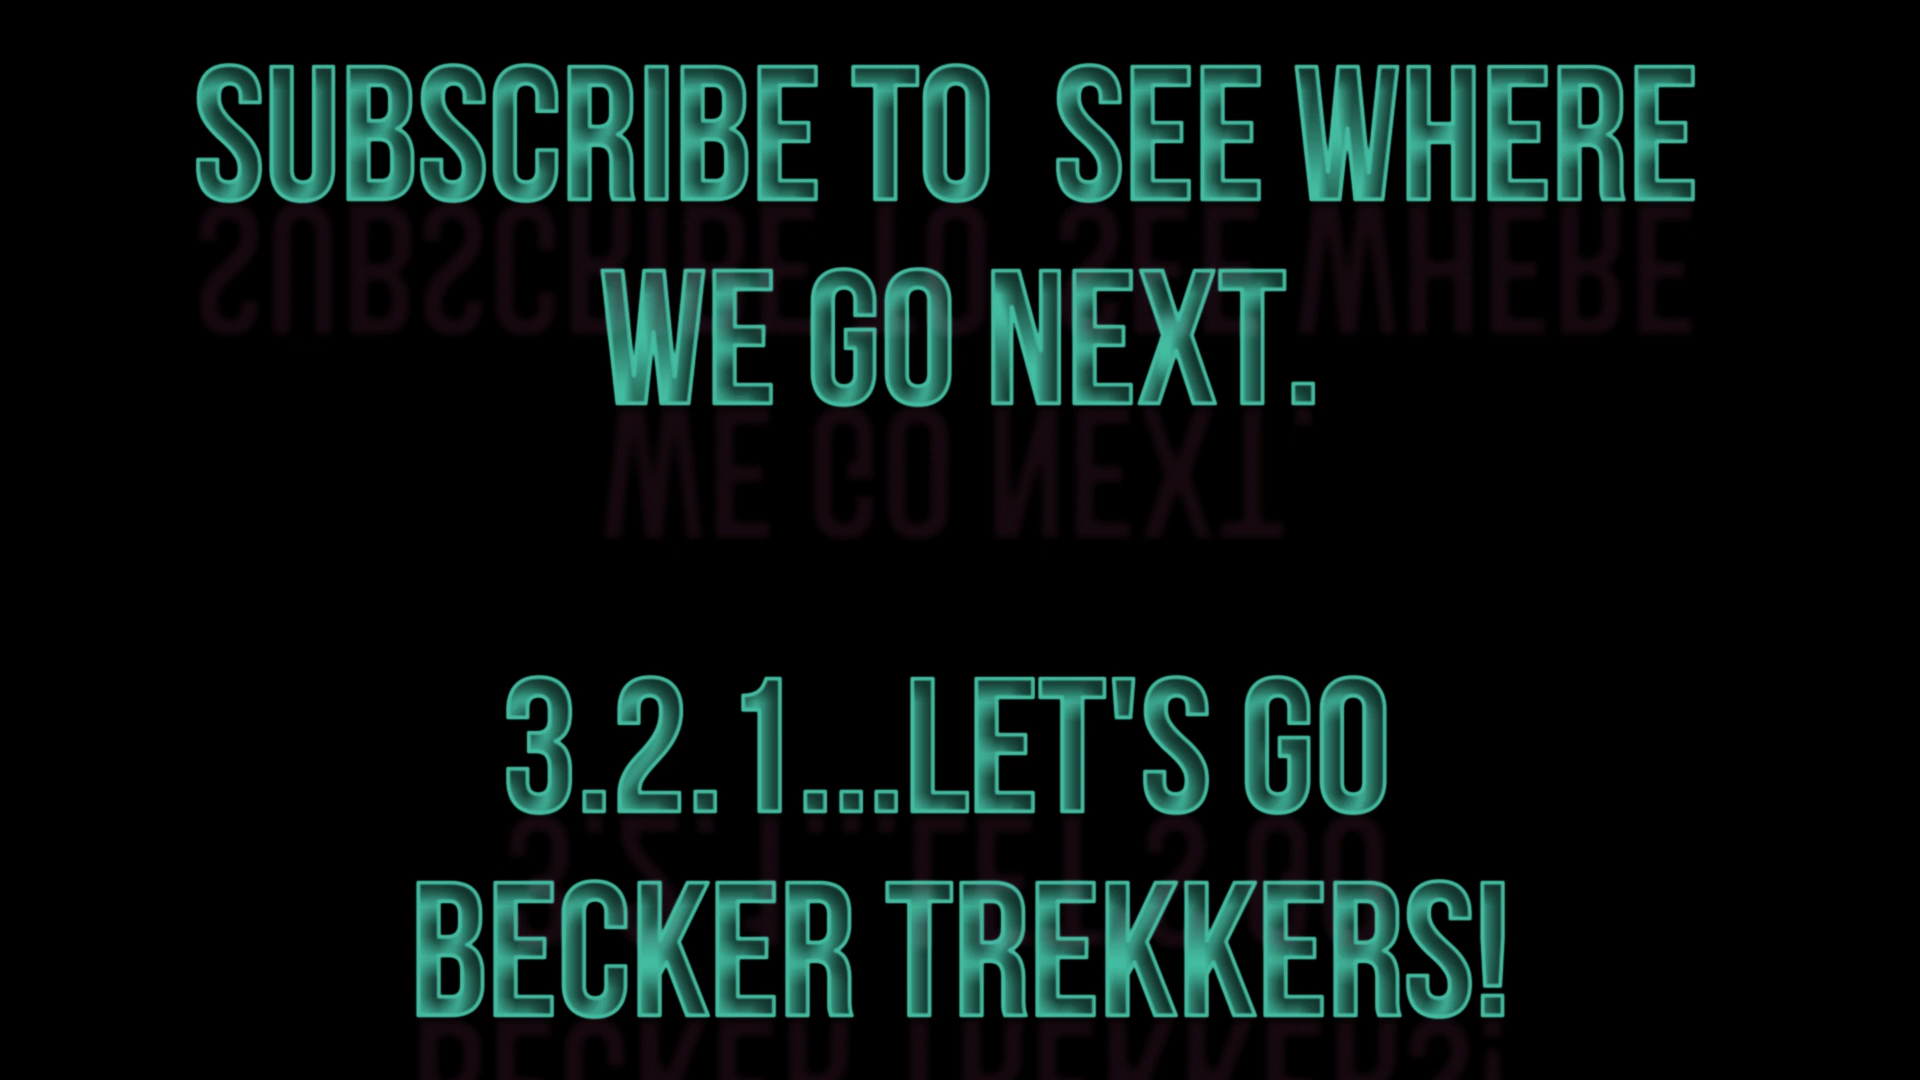 SUBSCRIBE TO  SEE WHERE
WE GO NEXT.
3.2.1...LET'S GO
BECKER TREKKERS!